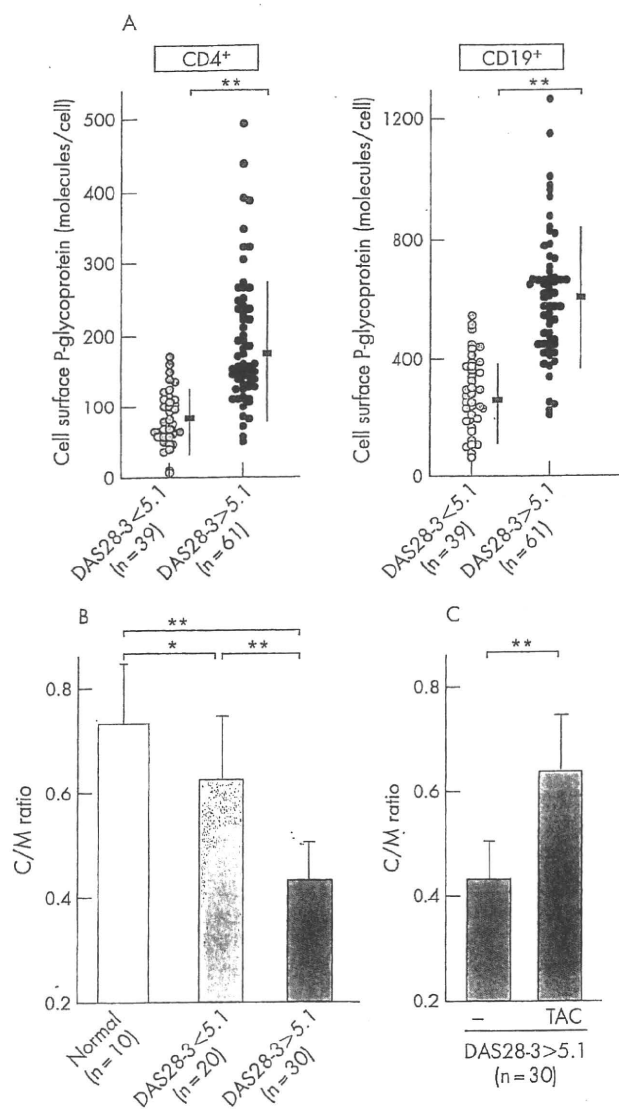 A
CD4+
CD19+
**
**
Cell surface P-glycoprotein (molecules/cell)
500
400
300
200
100
0
Cell surface P-glycoprotein (molecules/cell)
1200
800
400
0
DAS28-3<5.1
(n=39)
DAS28-3>5.1
(n=61)
DAS28-3<5.1
(n=39)
DAS28-3>5.1
(n=61)
B
**
*
**
C/M ratio
0.8
0.6
0.4
0.2
Normal
(n=10)
DAS28-3<5.1
(n=20)
DAS28-3>5.1
(n=30)
C
**
C/M ratio
0.8
0.6
0.4
0.2
–
TAC
DAS28-3>5.1
(n=30)